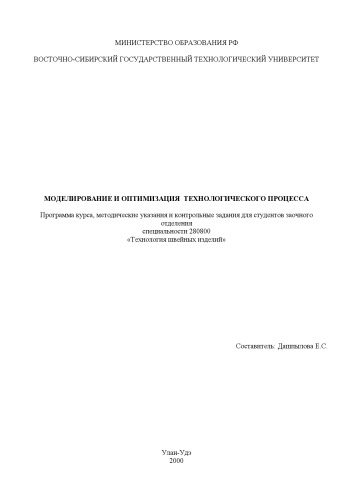 МИНИСТЕРСТВО ОБРАЗОВАНИЯ РФ
ВОСТОЧНО-СИБИРСКИЙ ГОСУДАРСТВЕННЫЙ ТЕХНОЛОГИЧЕСКИЙ УНИВЕРСИТЕТ
МОДЕЛИРОВАНИЕ И ОПТИМИЗАЦИЯ ТЕХНОЛОГИЧЕСКОГО ПРОЦЕССА
Программа курса, методические указания и контрольные задания для студентов заочного
отделения
специальности 280800
«Технология швейных изделий»
Составитель: Дашпылова Е.С.
Улан-Удэ
2000